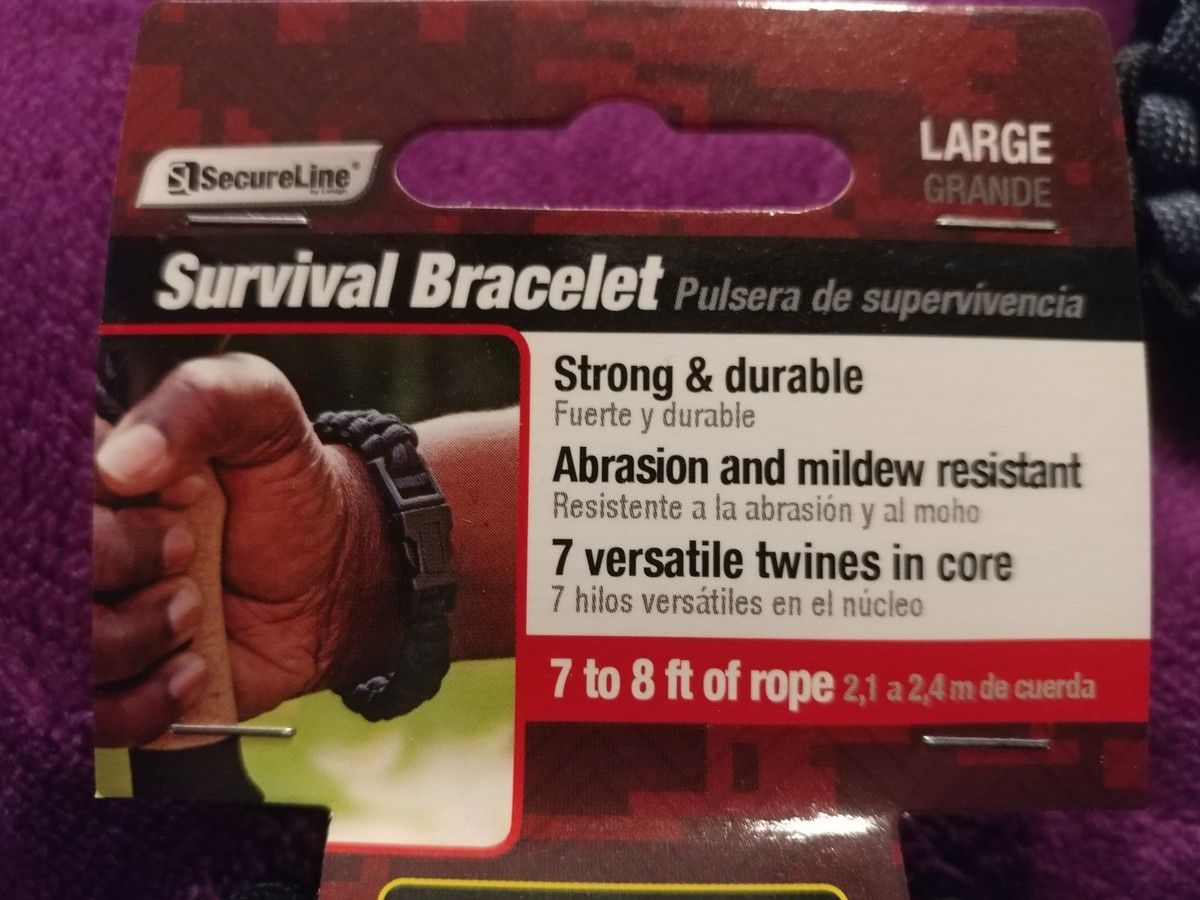 SecureLine®
LARGE
GRANDE
Survival Bracelet Pulsera de supervivencia
Strong & durable
Fuerte y durable
Abrasion and mildew resistant
Resistente a la abrasión y al moho
7 versatile twines in core
7 hilos versátiles en el núcleo
7 to 8 ft of rope 2,1 a 2,4 m de cuerda